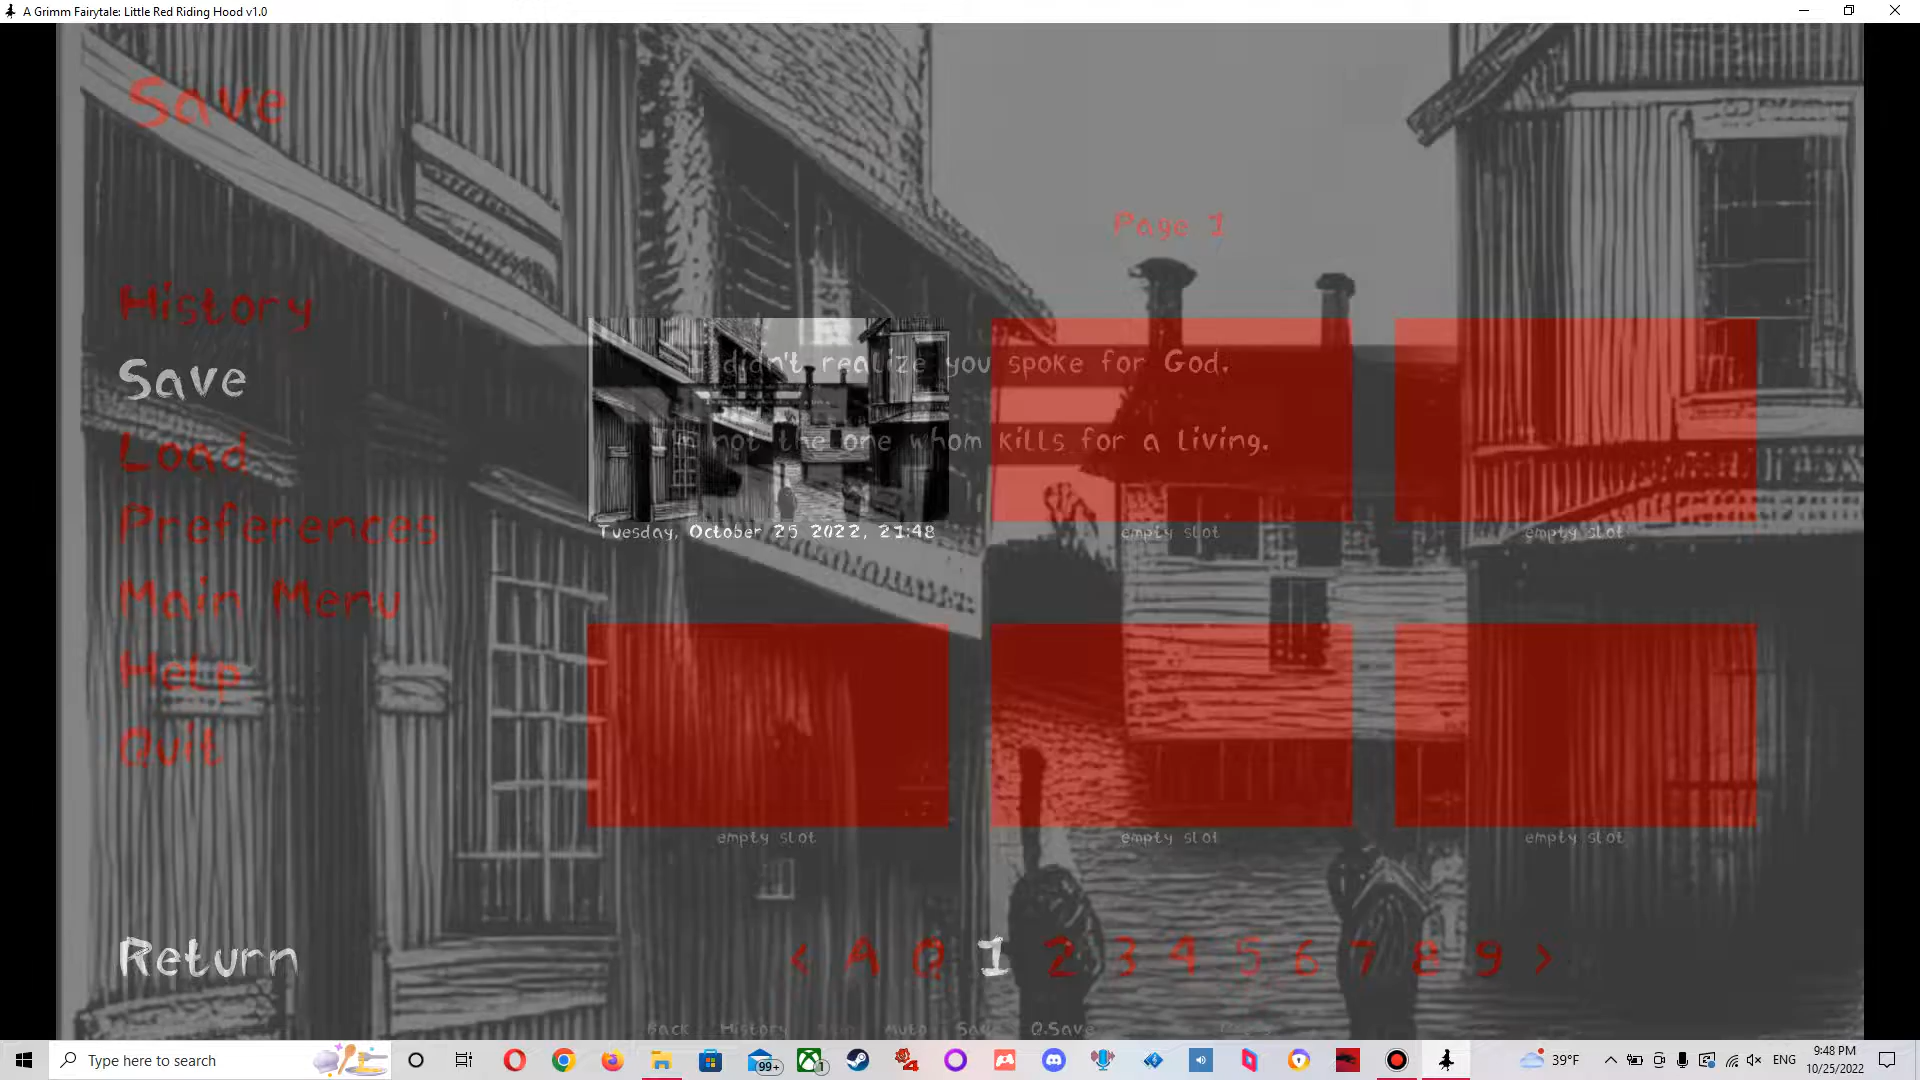 A Grimm Fairytale: Little Red Riding Hood v1.0
Save
Page 1
History
Save
Load
Preferences
Main Menu
Help
Quit
Return
I didn't realize you spoke for God.
I'm not the one whom kills for a living.
Tuesday, October 25 2022, 21:48
empty slot
empty slot
empty slot
empty slot
empty slot
< A Q 1 2 3 4 5 6 7 8 9 >
Back History Skip Auto Save Q.Save
Type here to search
99+
1
39°F
ENG
9:48 PM
10/25/2022